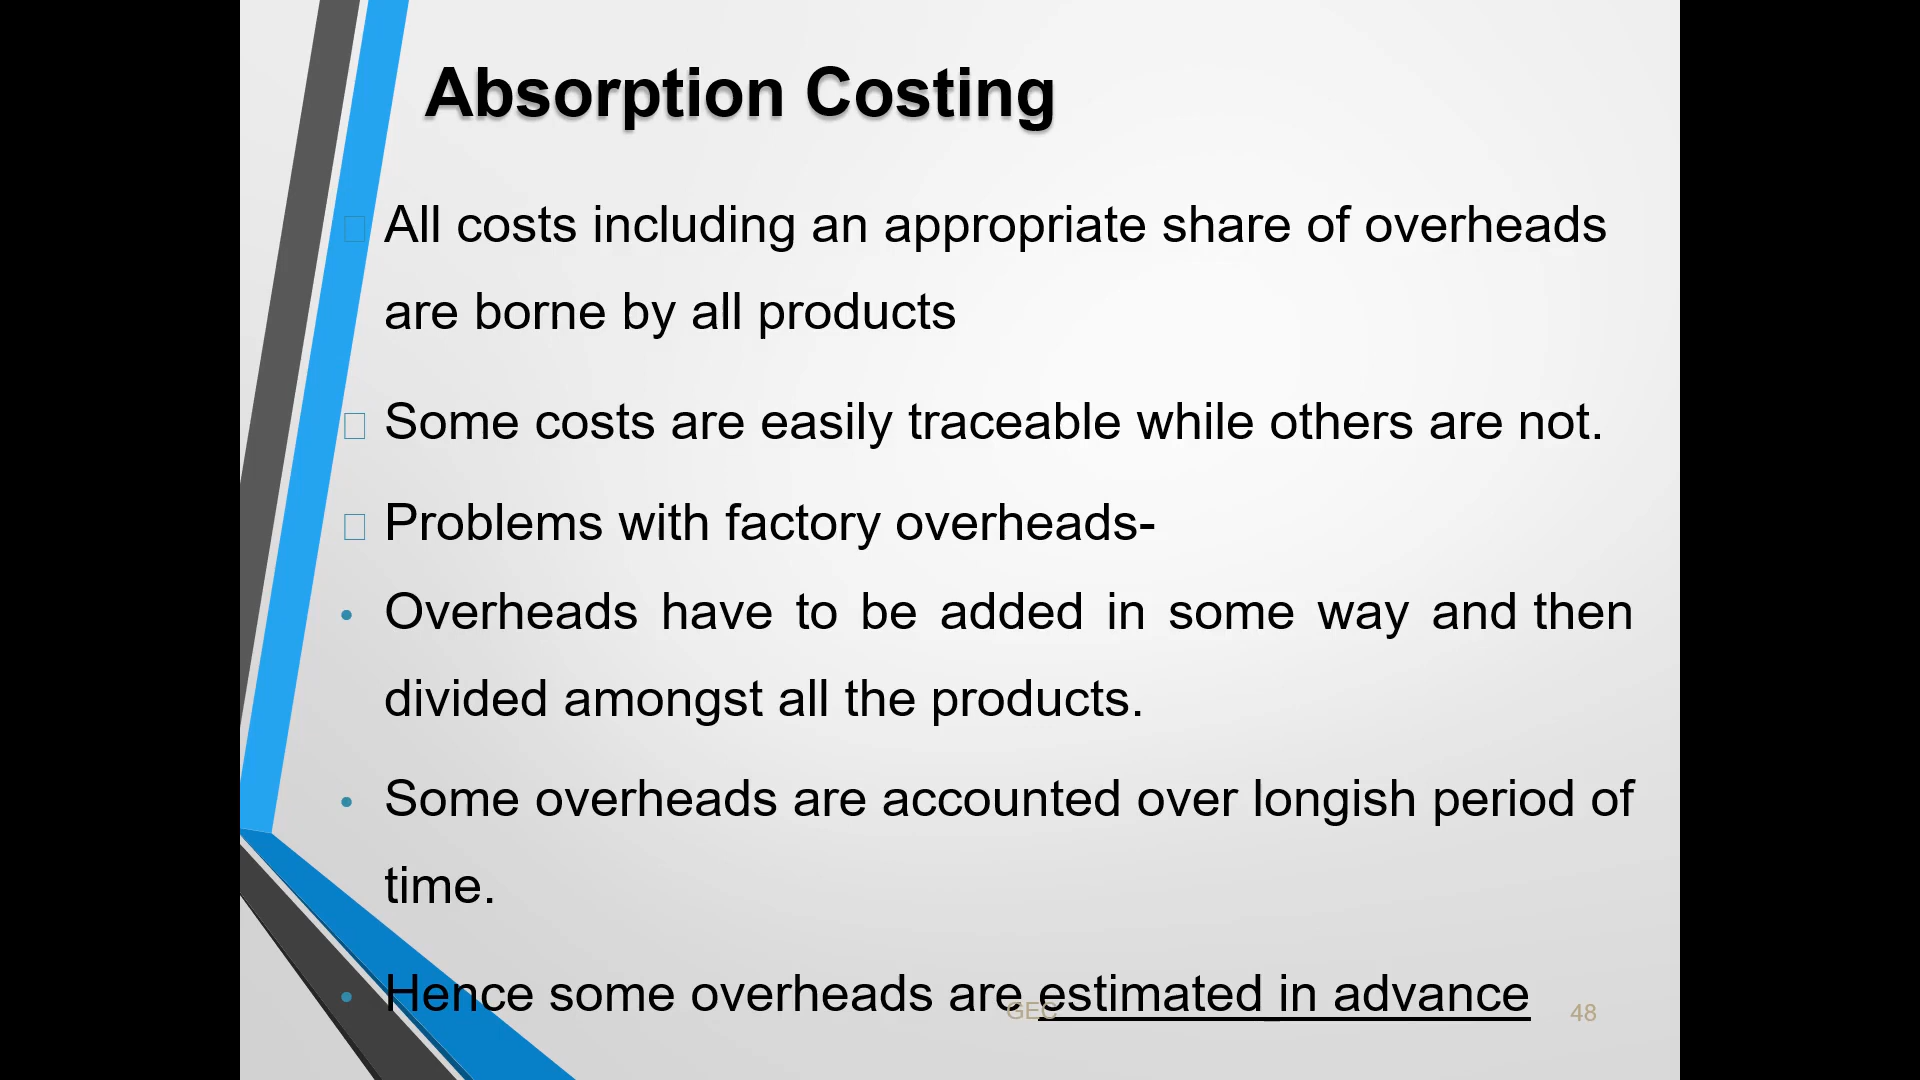 Absorption Costing
All costs including an appropriate share of overheads
are borne by all products
Some costs are easily traceable while others are not.
Problems with factory overheads-
• Overheads have to be added in some way and then
divided amongst all the products.
• Some overheads are accounted over longish period of
time.
• Hence some overheads are estimated in advance
GEC
48